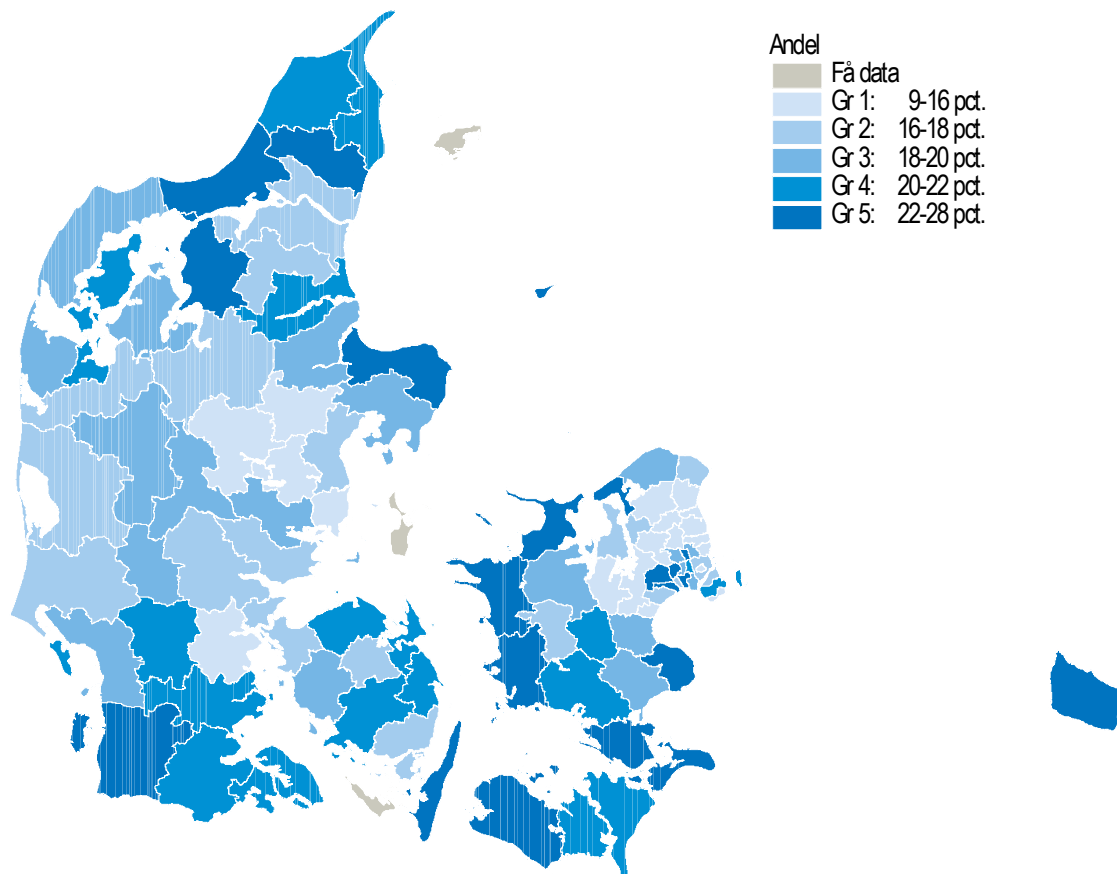 Andel
Få data
Gr 1: 9-16 pct.
Gr 2: 16-18 pct.
Gr 3: 18-20 pct.
Gr 4: 20-22 pct.
Gr 5: 22-28 pct.